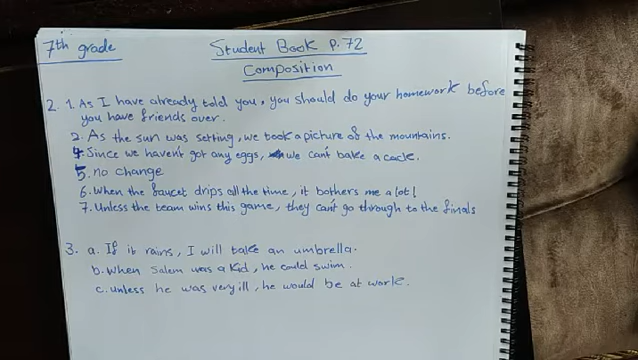 7th grade
Student Book p.72
Composition
2. 1. As I have already told you, you should do your homework before
you have friends over.
2. As the sun was setting, we took a picture of the mountains.
4. Since we haven't got any eggs, we can't bake a cack.
5. no change
6. When the faucet drips all the time, it bothers me a lot!
7. Unless the team wins this game, they can't go through to the finals
3. a. If it rains, I will take an umbrella.
b. When Salem was a kid, he could swim.
c. unless he was very ill, he would be at work.